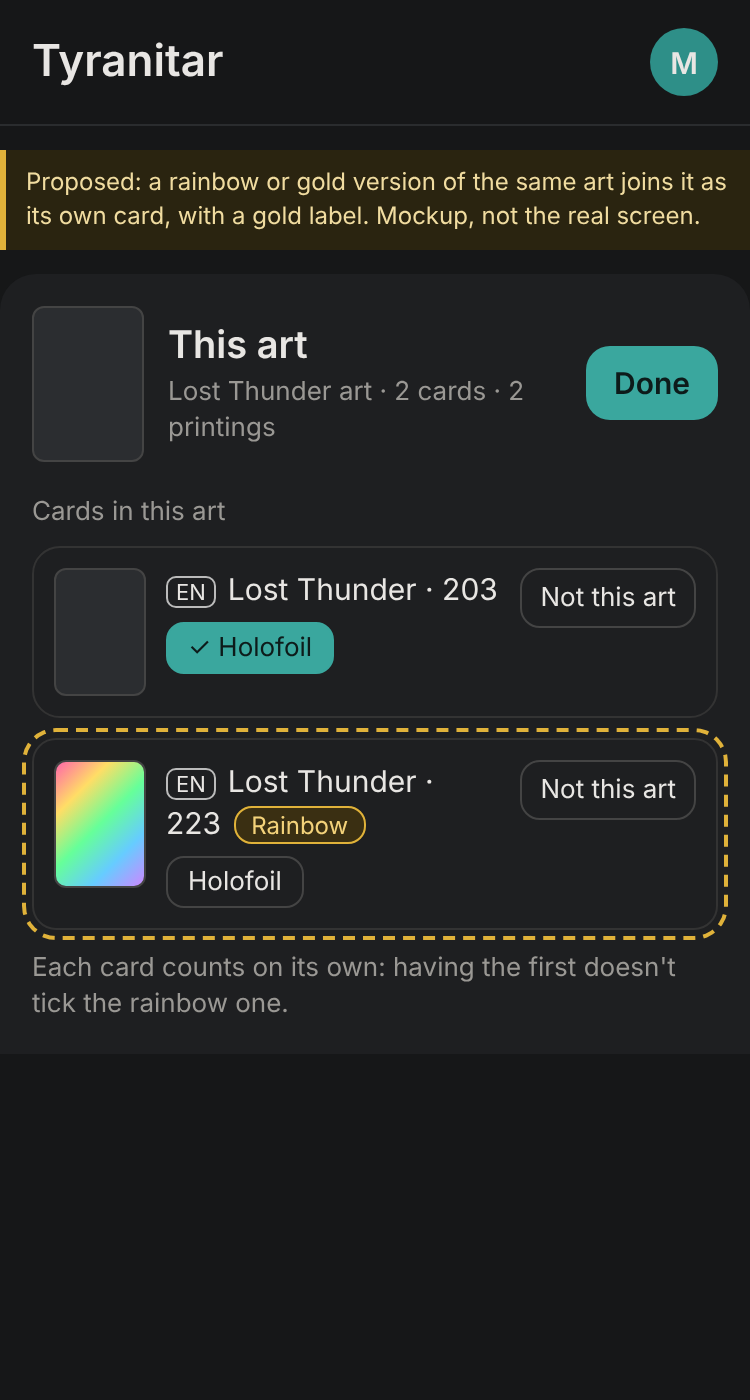 Tyranitar
M
Proposed: a rainbow or gold version of the same art joins it as
its own card, with a gold label. Mockup, not the real screen.
This art
Lost Thunder art · 2 cards · 2
printings
Done
Cards in this art
EN Lost Thunder · 203
Not this art
✓ Holofoil
EN Lost Thunder ·
223 Rainbow
Not this art
Holofoil
Each card counts on its own: having the first doesn't
tick the rainbow one.